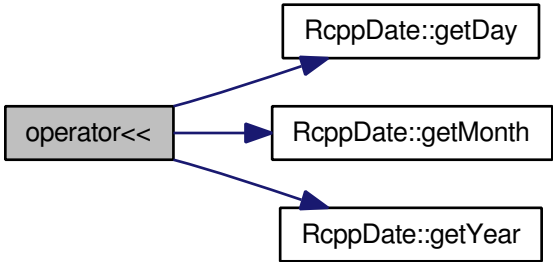 RcppDate::getDay
operator<<
RcppDate::getMonth
RcppDate::getYear